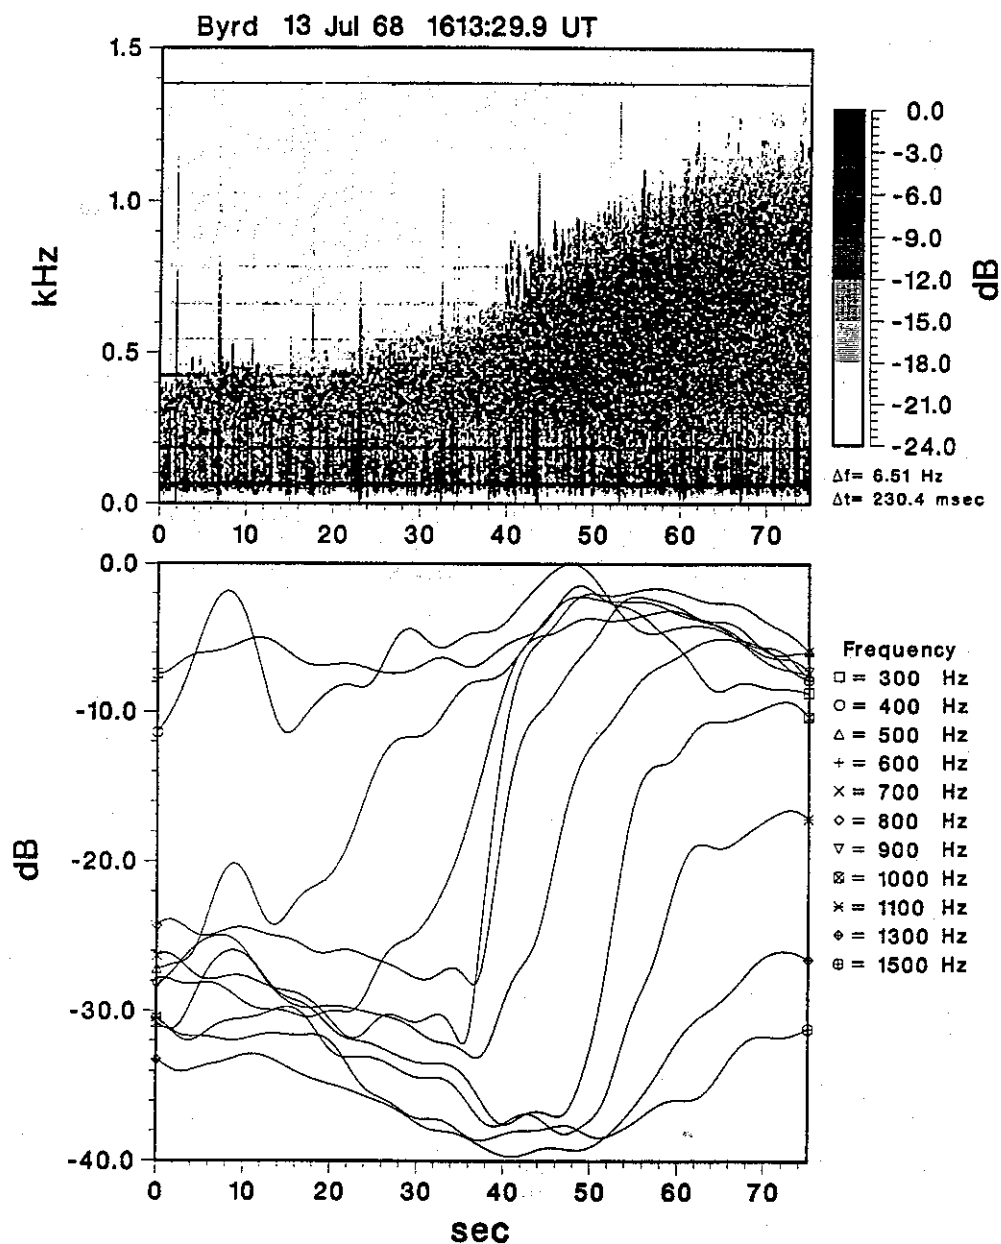 Byrd 13 Jul 68 1613:29.9 UT
1.5
1.0
0.5
0.0
kHz
0 10 20 30 40 50 60 70
0.0
-3.0
-6.0
-9.0
-12.0
-15.0
-18.0
-21.0
-24.0
dB
Δf= 6.51 Hz
Δt= 230.4 msec
0.0
-10.0
-20.0
-30.0
-40.0
dB
0 10 20 30 40 50 60 70
sec
Frequency
= 300 Hz
= 400 Hz
= 500 Hz
= 600 Hz
= 700 Hz
= 800 Hz
= 900 Hz
= 1000 Hz
= 1100 Hz
= 1300 Hz
= 1500 Hz